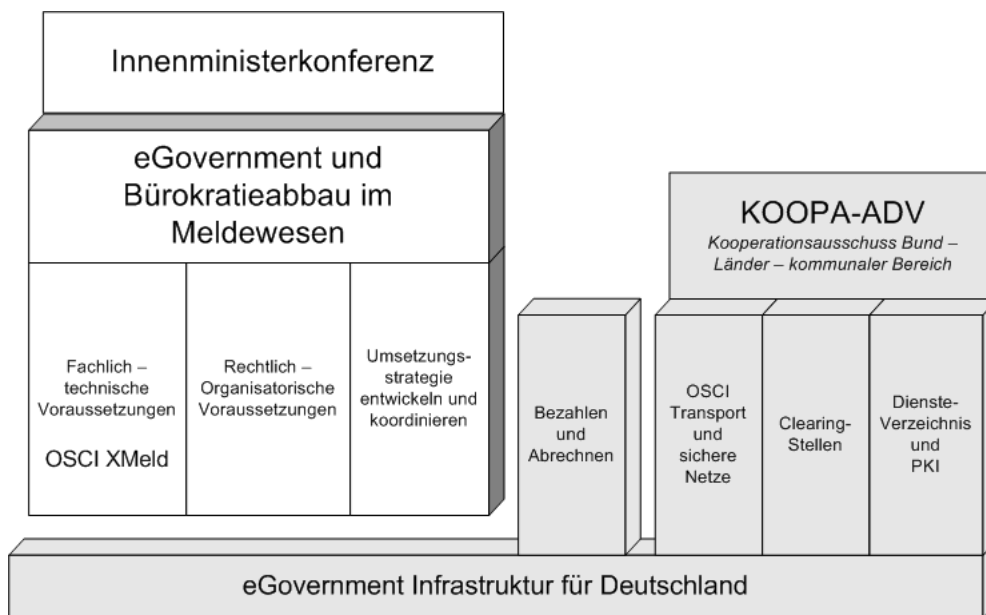 Innenministerkonferenz
eGovernment und
Bürokratieabbau im
Meldewesen
Fachlich –
technische
Voraussetzungen
OSCI XMeld
Rechtlich –
Organisatorische
Voraussetzungen
Umsetzungs-
strategie
entwickeln und
koordinieren
Bezahlen
und
Abrechnen
KOOPA-ADV
Kooperationsausschuss Bund –
Länder – kommunaler Bereich
OSCI
Transport
und
sichere
Netze
Clearing-
Stellen
Dienste-
Verzeichnis
und
PKI
eGovernment Infrastruktur für Deutschland